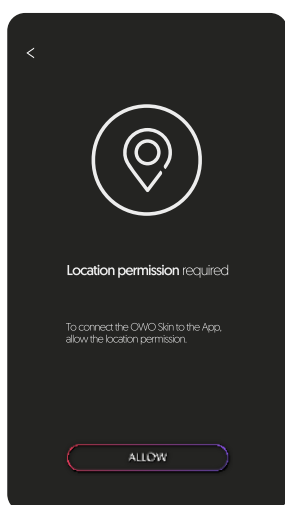 Location permission required
To connect the OWO Skin to the App,
allow the location permission.
ALLOW